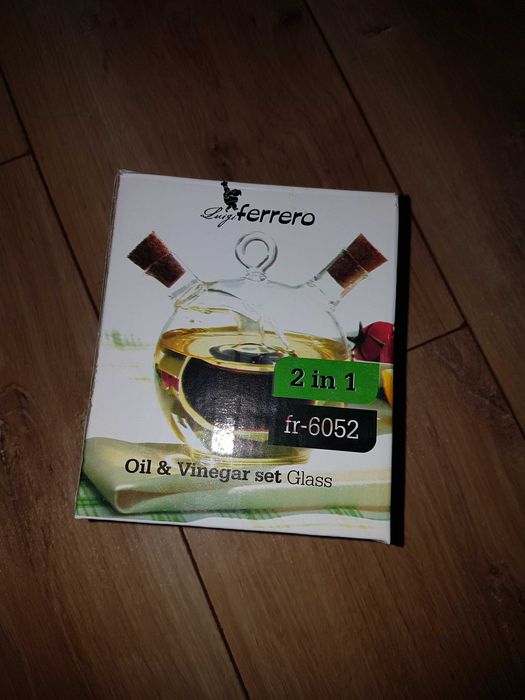 Luigi ferrero
2 in 1
fr-6052
Oil & Vinegar set Glass